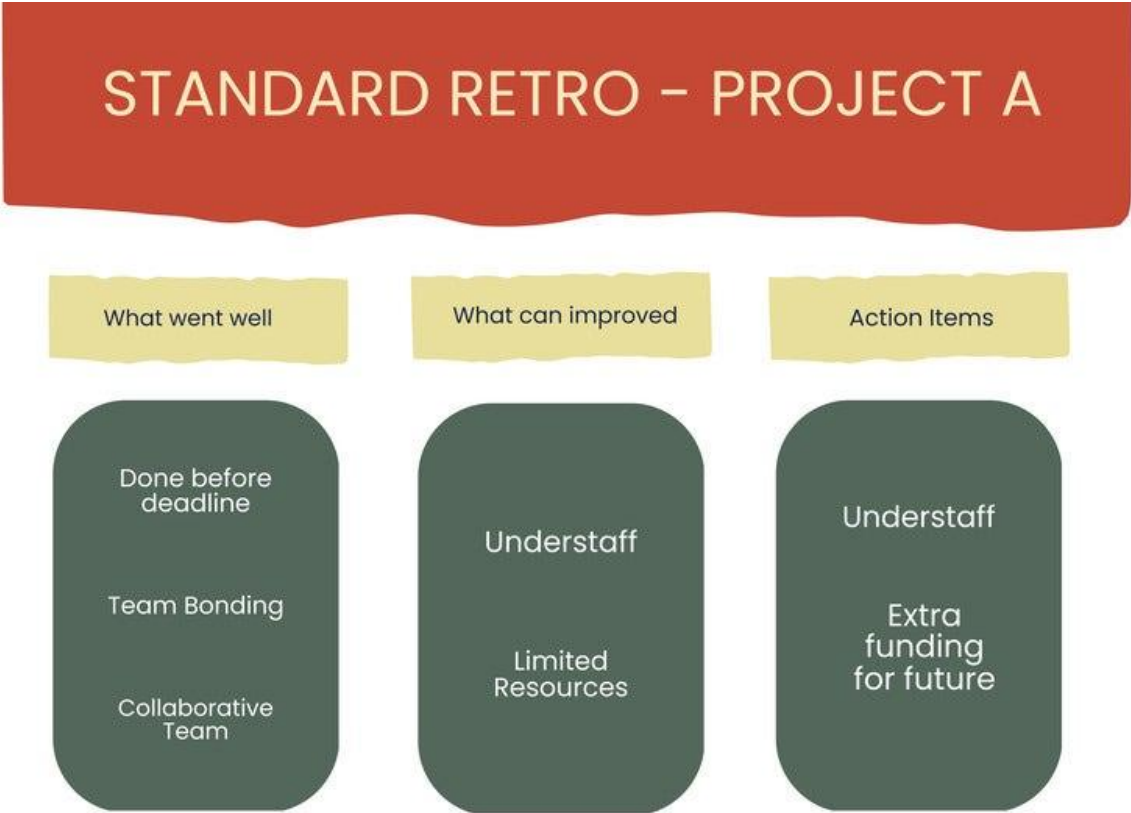 STANDARD RETRO - PROJECT A
What went well
What can improved
Action Items
Done before
deadline
Team Bonding
Collaborative
Team
Understaff
Limited
Resources
Understaff
Extra
funding
for future